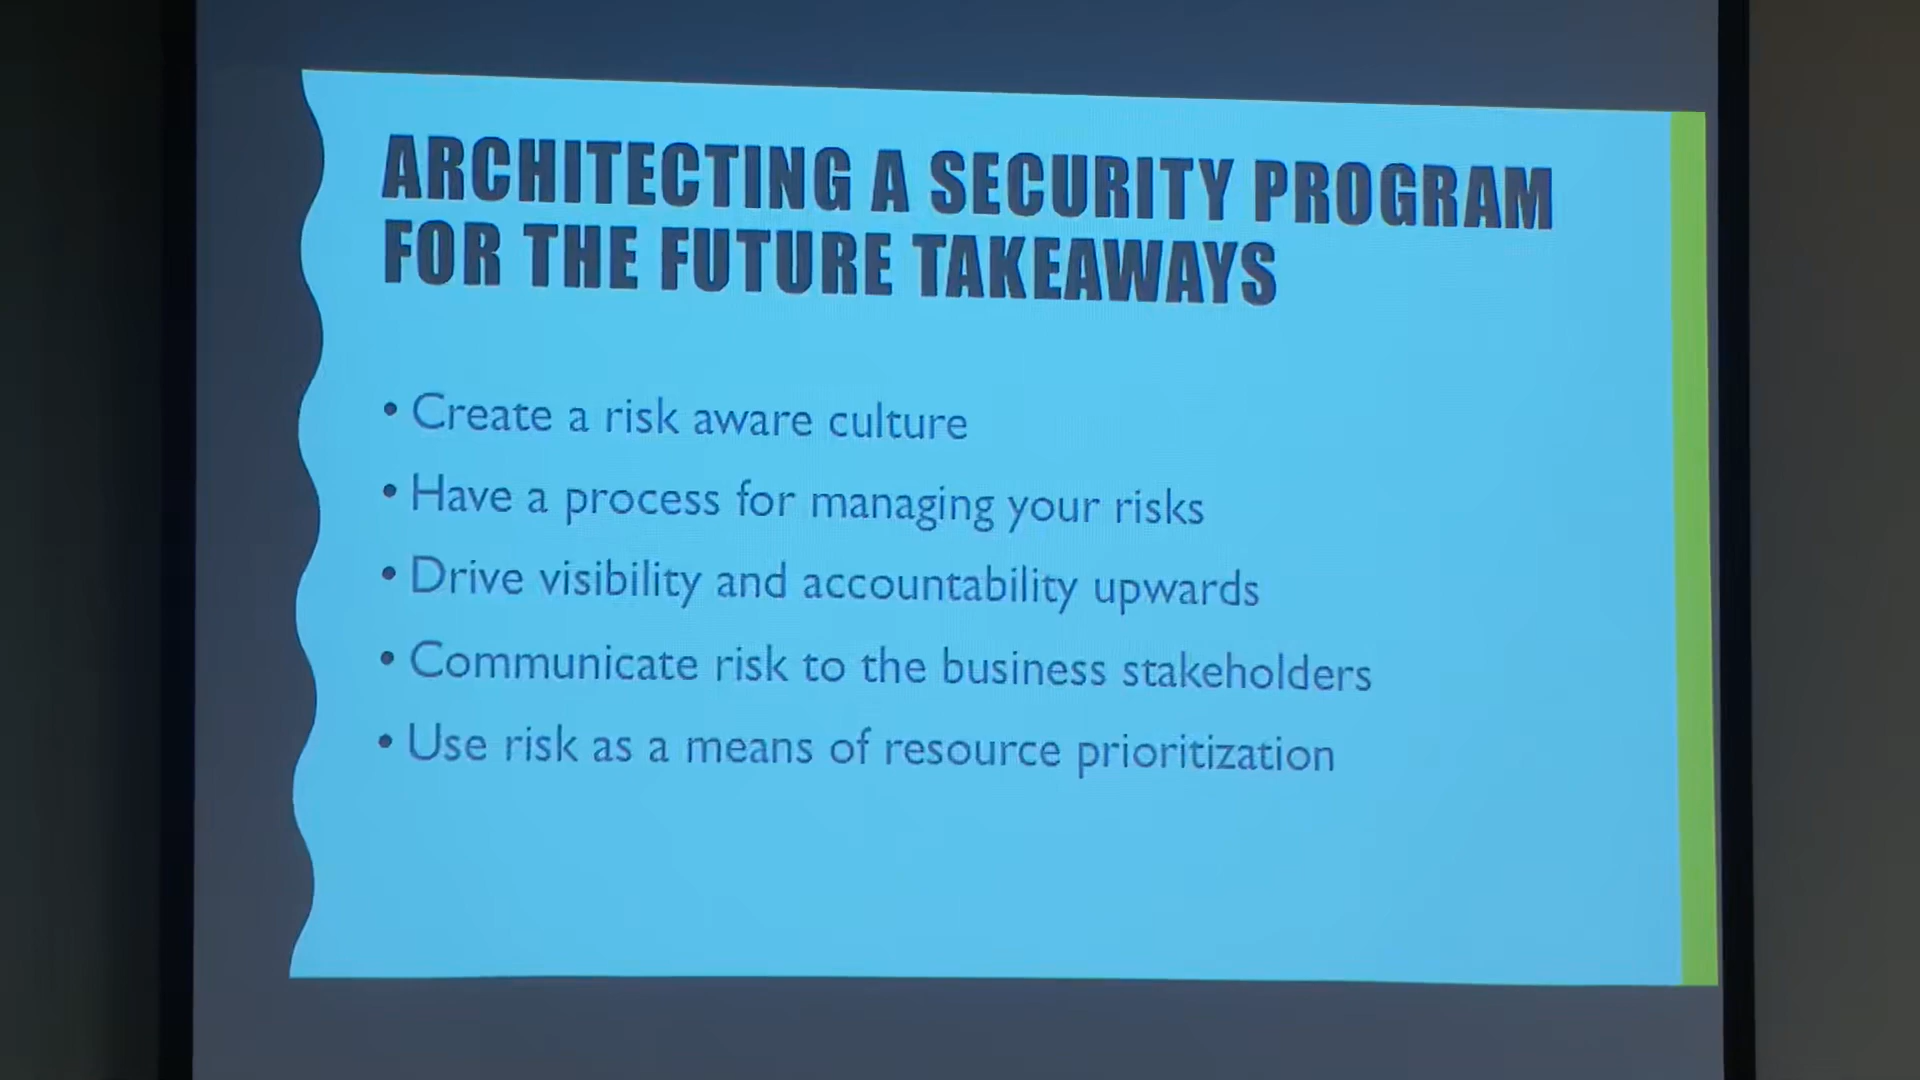 ARCHITECTING A SECURITY PROGRAM
FOR THE FUTURE TAKEAWAYS
• Create a risk aware culture
• Have a process for managing your risks
• Drive visibility and accountability upwards
• Communicate risk to the business stakeholders
• Use risk as a means of resource prioritization